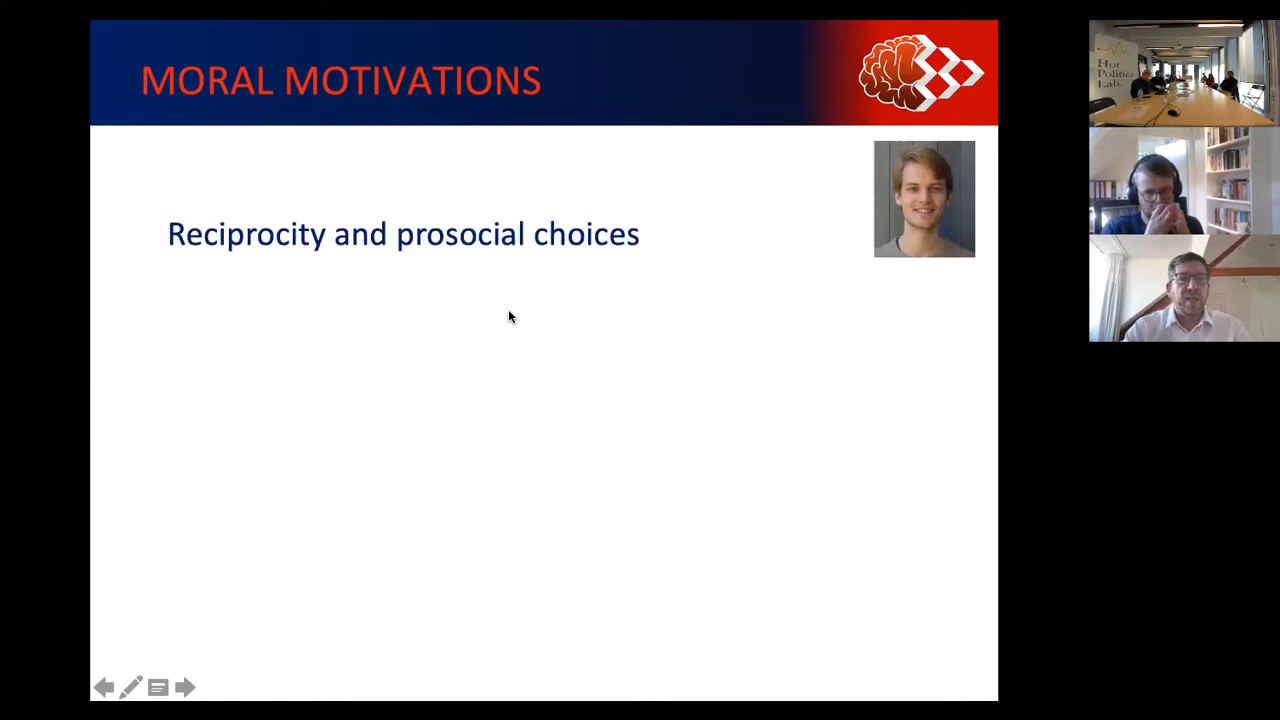 MORAL MOTIVATIONS
Reciprocity and prosocial choices
Hot
Politics
Lab.